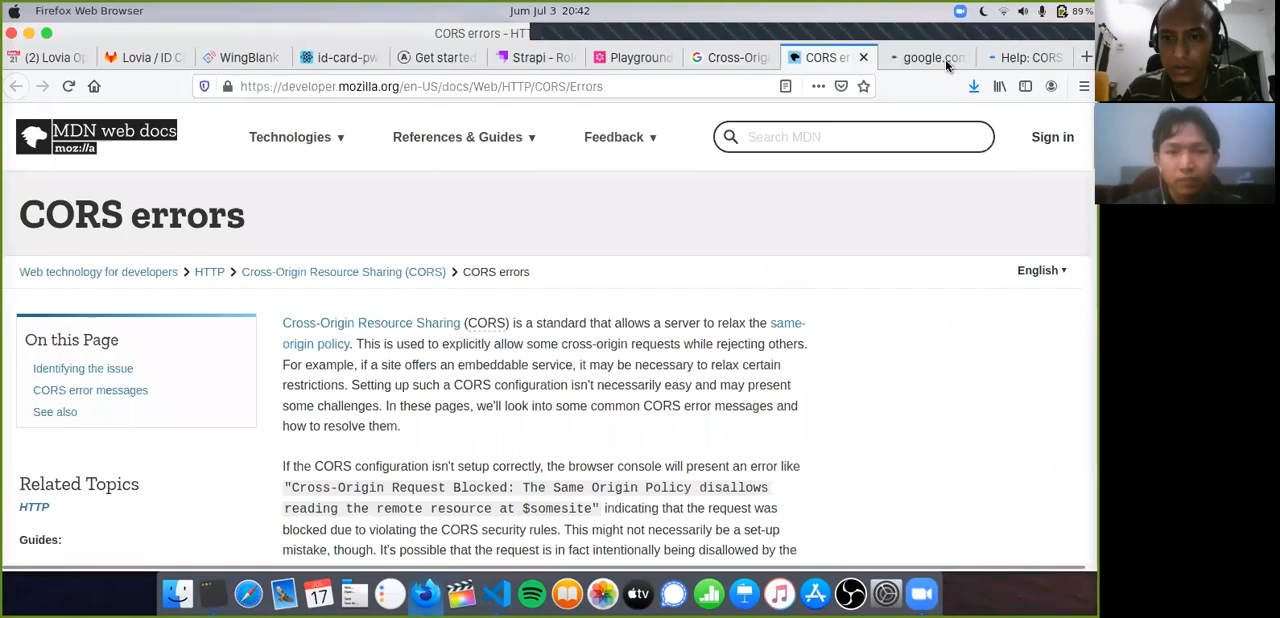 Firefox Web Browser
Jum Jul 3 20:42
89 %
CORS errors - HTT
(2) Lovia Op
Lovia / ID C
WingBlank
id-card-pw
Get started
Strapi - Role
Playground
Cross-Origi
CORS er
google.com
Help: CORS
https://developer.mozilla.org/en-US/docs/Web/HTTP/CORS/Errors
MDN web docs
moz://a
Technologies ▼
References & Guides ▼
Feedback ▼
Search MDN
Sign in
CORS errors
Web technology for developers > HTTP > Cross-Origin Resource Sharing (CORS) > CORS errors
English ▼
On this Page
Identifying the issue
CORS error messages
See also
Related Topics
HTTP
Guides:
Cross-Origin Resource Sharing (CORS) is a standard that allows a server to relax the same-
origin policy. This is used to explicitly allow some cross-origin requests while rejecting others.
For example, if a site offers an embeddable service, it may be necessary to relax certain
restrictions. Setting up such a CORS configuration isn't necessarily easy and may present
some challenges. In these pages, we'll look into some common CORS error messages and
how to resolve them.
If the CORS configuration isn't setup correctly, the browser console will present an error like
"Cross-Origin Request Blocked: The Same Origin Policy disallows
reading the remote resource at $somesite" indicating that the request was
blocked due to violating the CORS security rules. This might not necessarily be a set-up
mistake, though. It's possible that the request is in fact intentionally being disallowed by the
JUL
17
tv